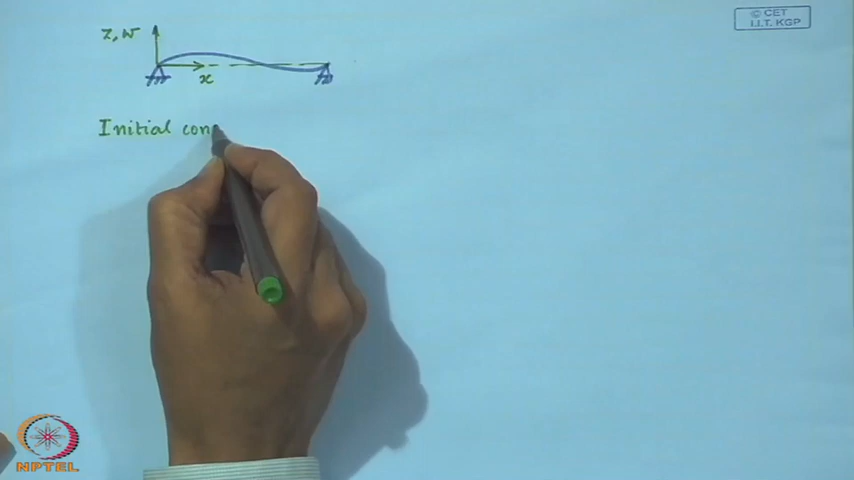 © CET
I.I.T. KGP
z, w
x
Initial con
NPTEL